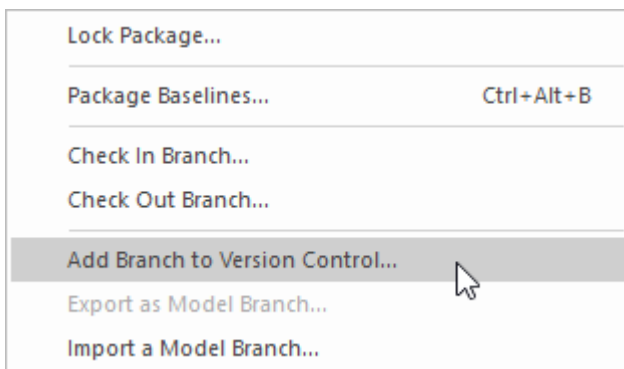 Lock Package...
Package Baselines... Ctrl+Alt+B
Check In Branch...
Check Out Branch...
Add Branch to Version Control...
Export as Model Branch...
Import a Model Branch...